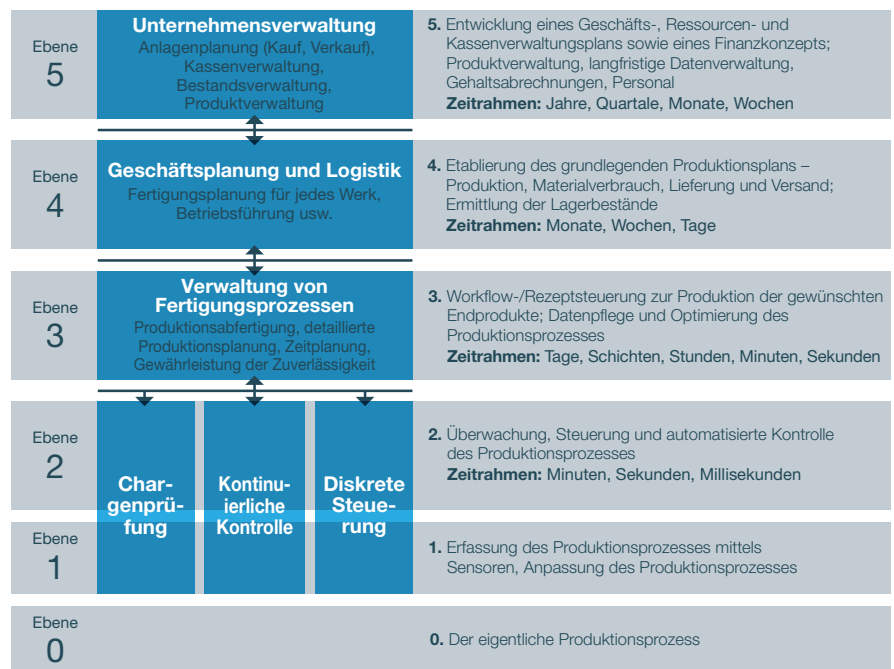 Ebene
5
Unternehmensverwaltung
Anlagenplanung (Kauf, Verkauf),
Kassenverwaltung,
Bestandsverwaltung,
Produktverwaltung
5. Entwicklung eines Geschäfts-, Ressourcen- und
Kassenverwaltungsplans sowie eines Finanzkonzepts;
Produktverwaltung, langfristige Datenverwaltung,
Gehaltsabrechnungen, Personal
Zeitrahmen: Jahre, Quartale, Monate, Wochen
Ebene
4
Geschäftsplanung und Logistik
Fertigungsplanung für jedes Werk,
Betriebsführung usw.
4. Etablierung des grundlegenden Produktionsplans –
Produktion, Materialverbrauch, Lieferung und Versand;
Ermittlung der Lagerbestände
Zeitrahmen: Monate, Wochen, Tage
Ebene
3
Verwaltung von
Fertigungsprozessen
Produktionsabfertigung, detaillierte
Produktionsplanung, Zeitplanung,
Gewährleistung der Zuverlässigkeit
3. Workflow-/Rezeptsteuerung zur Produktion der gewünschten
Endprodukte; Datenpflege und Optimierung des
Produktionsprozesses
Zeitrahmen: Tage, Schichten, Stunden, Minuten, Sekunden
Ebene
2
Char-
genprü-
fung
Kontinu-
ierliche
Kontrolle
Diskrete
Steue-
rung
2. Überwachung, Steuerung und automatisierte Kontrolle
des Produktionsprozesses
Zeitrahmen: Minuten, Sekunden, Millisekunden
Ebene
1
1. Erfassung des Produktionsprozesses mittels
Sensoren, Anpassung des Produktionsprozesses
Ebene
0
0. Der eigentliche Produktionsprozess